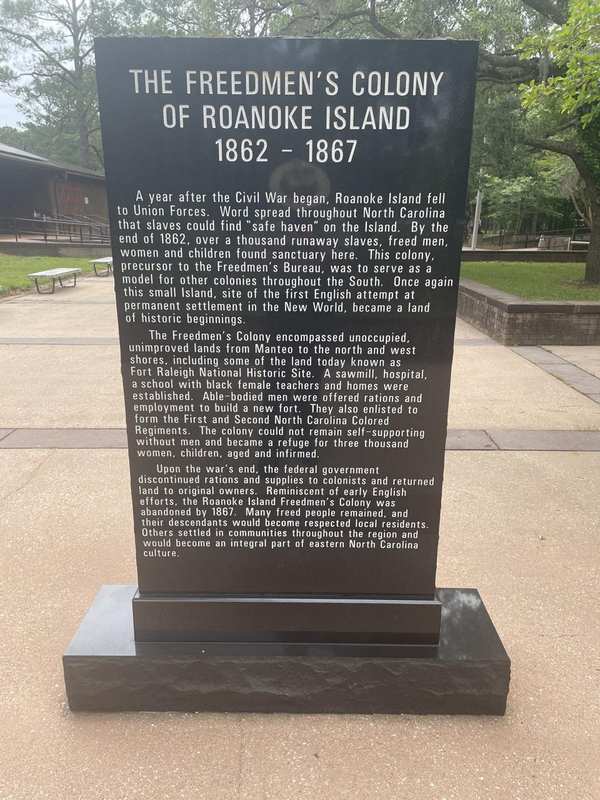 THE FREEDMEN'S COLONY
OF ROANOKE ISLAND
1862 - 1867
A year after the Civil War began, Roanoke Island fell
to Union Forces. Word spread throughout North Carolina
that slaves could find "safe haven" on the Island. By the
end of 1862, over a thousand runaway slaves, freed men,
women and children found sanctuary here. This colony,
precursor to the Freedmen's Bureau, was to serve as a
model for other colonies throughout the South. Once again
this small Island, site of the first English attempt at
permanent settlement in the New World, became a land
of historic beginnings.
The Freedmen's Colony encompassed unoccupied,
unimproved lands from Manteo to the north and west
shores, including some of the land today known as
Fort Raleigh National Historic Site. A sawmill, hospital,
a school with black female teachers and homes were
established. Able-bodied men were offered rations and
employment to build a new fort. They also enlisted to
form the First and Second North Carolina Colored
Regiments. The colony could not remain self-supporting
without men and became a refuge for three thousand
women, children, aged and infirmed.
Upon the war's end, the federal government
discontinued rations and supplies to colonists and returned
land to original owners. Reminiscent of early English
efforts, the Roanoke Island Freedmen's Colony was
abandoned by 1867. Many freed people remained, and
their descendants would become respected local residents.
Others settled in communities throughout the region and
would become an integral part of eastern North Carolina
culture.